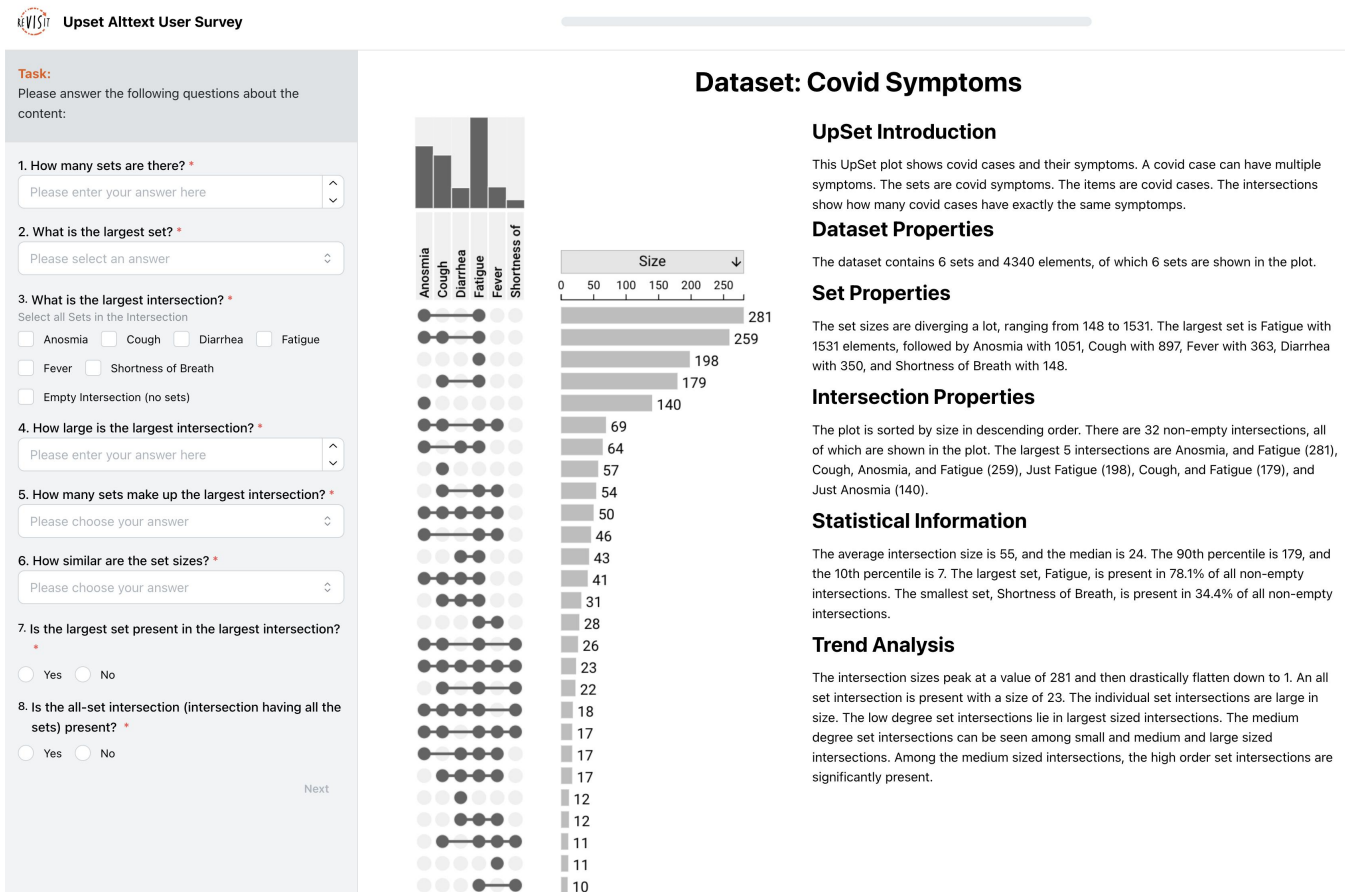 REVISIT
Upset Alttext User Survey
Task:
Please answer the following questions about the
content:
1. How many sets are there? *
Please enter your answer here
2. What is the largest set? *
Please select an answer
3. What is the largest intersection? *
Select all Sets in the Intersection
Anosmia Cough Diarrhea Fatigue
Fever Shortness of Breath
Empty Intersection (no sets)
4. How large is the largest intersection? *
Please enter your answer here
5. How many sets make up the largest intersection? *
Please choose your answer
6. How similar are the set sizes? *
Please choose your answer
7. Is the largest set present in the largest intersection?
*
Yes No
8. Is the all-set intersection (intersection having all the
sets) present? *
Yes No
Next
Dataset: Covid Symptoms
Anosmia
Cough
Diarrhea
Fatigue
Fever
Shortness of
Size
0 50 100 150 200 250
281
259
198
179
140
69
64
57
54
50
46
43
41
31
28
26
23
22
18
17
17
17
12
12
11
11
10
UpSet Introduction
This UpSet plot shows covid cases and their symptoms. A covid case can have multiple
symptoms. The sets are covid symptoms. The items are covid cases. The intersections
show how many covid cases have exactly the same symptomps.
Dataset Properties
The dataset contains 6 sets and 4340 elements, of which 6 sets are shown in the plot.
Set Properties
The set sizes are diverging a lot, ranging from 148 to 1531. The largest set is Fatigue with
1531 elements, followed by Anosmia with 1051, Cough with 897, Fever with 363, Diarrhea
with 350, and Shortness of Breath with 148.
Intersection Properties
The plot is sorted by size in descending order. There are 32 non-empty intersections, all
of which are shown in the plot. The largest 5 intersections are Anosmia, and Fatigue (281),
Cough, Anosmia, and Fatigue (259), Just Fatigue (198), Cough, and Fatigue (179), and
Just Anosmia (140).
Statistical Information
The average intersection size is 55, and the median is 24. The 90th percentile is 179, and
the 10th percentile is 7. The largest set, Fatigue, is present in 78.1% of all non-empty
intersections. The smallest set, Shortness of Breath, is present in 34.4% of all non-empty
intersections.
Trend Analysis
The intersection sizes peak at a value of 281 and then drastically flatten down to 1. An all
set intersection is present with a size of 23. The individual set intersections are large in
size. The low degree set intersections lie in largest sized intersections. The medium
degree set intersections can be seen among small and medium and large sized
intersections. Among the medium sized intersections, the high order set intersections are
significantly present.